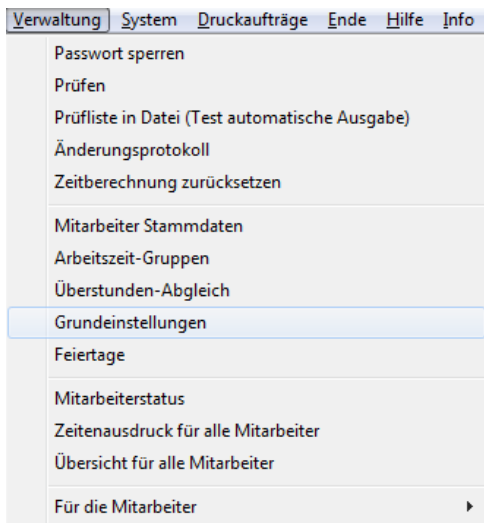 Verwaltung System Druckaufträge Ende Hilfe Info
Passwort sperren
Prüfen
Prüfliste in Datei (Test automatische Ausgabe)
Änderungsprotokoll
Zeitberechnung zurücksetzen
Mitarbeiter Stammdaten
Arbeitszeit-Gruppen
Überstunden-Abgleich
Grundeinstellungen
Feiertage
Mitarbeiterstatus
Zeitenausdruck für alle Mitarbeiter
Übersicht für alle Mitarbeiter
Für die Mitarbeiter